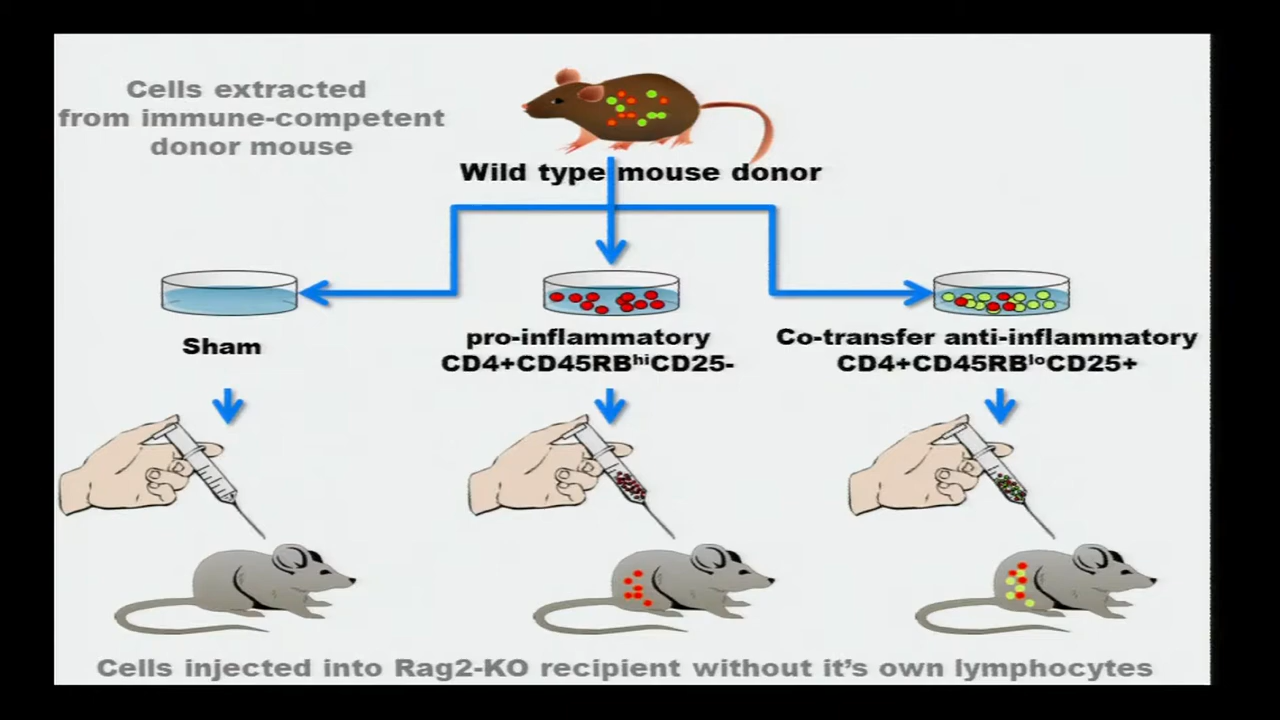 Cells extracted
from immune-competent
donor mouse
Wild type mouse donor
Sham
pro-inflammatory
CD4+CD45RBhiCD25-
Co-transfer anti-inflammatory
CD4+CD45RBloCD25+
Cells injected into Rag2-KO recipient without it's own lymphocytes